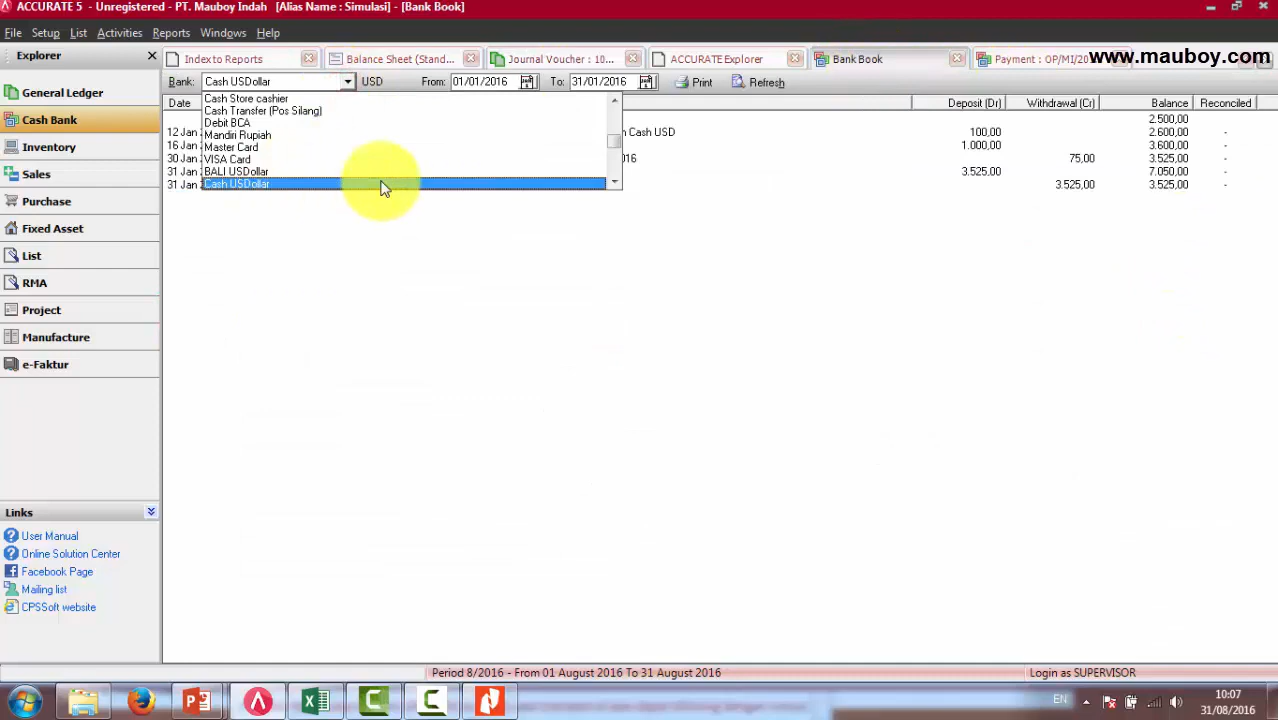 ACCURATE 5 - Unregistered - PT. Mauboy Indah [Alias Name : Simulasi] - [Bank Book]
File Setup List Activities Reports Windows Help
www.mauboy.com
Explorer
Index to Reports
Balance Sheet (Stand...
Journal Voucher : 10...
ACCURATE Explorer
Bank Book
Payment : OP/MI/20
Bank: Cash USDollar USD From: 01/01/2016 To: 31/01/2016 Print Refresh
General Ledger
Cash Bank
Inventory
Sales
Purchase
Fixed Asset
List
RMA
Project
Manufacture
e-Faktur
Date Deposit (Dr) Withdrawal (Cr) Balance Reconciled
Cash Store cashier
Cash Transfer (Pos Silang)
Debit BCA
Mandiri Rupiah
Master Card
VISA Card
BALI USDollar
Cash USDollar
2.500,00
12 Jan Cash USD 100,00 2.600,00 -
16 Jan 1.000,00 3.600,00 -
30 Jan 016 75,00 3.525,00 -
31 Jan 3.525,00 7.050,00 -
31 Jan 3.525,00 3.525,00 -
Links
User Manual
Online Solution Center
Facebook Page
Mailing list
CPSSoft website
Period 8/2016 - From 01 August 2016 To 31 August 2016
Login as SUPERVISOR
EN
10:07
31/08/2016